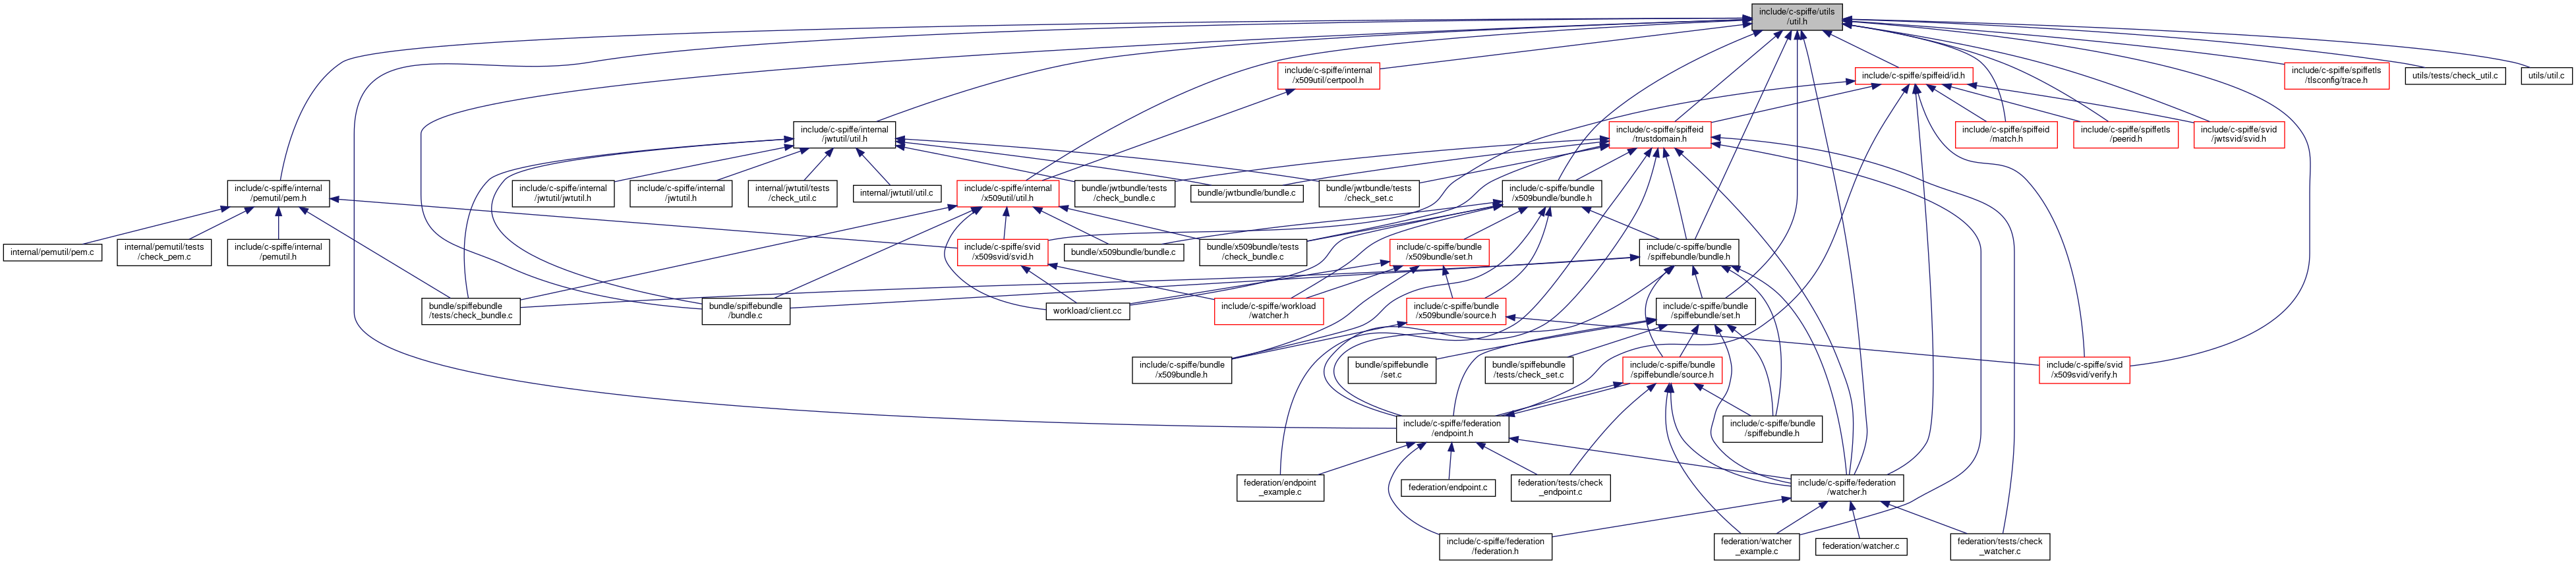 include/c-spiffe/utils
/util.h
include/c-spiffe/internal
/x509util/certpool.h
include/c-spiffe/spiffeid/id.h
include/c-spiffe/spiffetls
/tlsconfig/trace.h
utils/tests/check_util.c
utils/util.c
include/c-spiffe/internal
/jwtutil/util.h
include/c-spiffe/spiffeid
/trustdomain.h
include/c-spiffe/spiffeid
/match.h
include/c-spiffe/spiffetls
/peerid.h
include/c-spiffe/svid
/jwtsvid/svid.h
include/c-spiffe/internal
/pemutil/pem.h
include/c-spiffe/internal
/jwtutil/jwtutil.h
include/c-spiffe/internal
/jwtutil.h
internal/jwtutil/tests
/check_util.c
internal/jwtutil/util.c
include/c-spiffe/internal
/x509util/util.h
bundle/jwtbundle/tests
/check_bundle.c
bundle/jwtbundle/bundle.c
bundle/jwtbundle/tests
/check_set.c
include/c-spiffe/bundle
/x509bundle/bundle.h
internal/pemutil/pem.c
internal/pemutil/tests
/check_pem.c
include/c-spiffe/internal
/pemutil.h
include/c-spiffe/svid
/x509svid/svid.h
bundle/x509bundle/bundle.c
bundle/x509bundle/tests
/check_bundle.c
include/c-spiffe/bundle
/x509bundle/set.h
include/c-spiffe/bundle
/spiffebundle/bundle.h
bundle/spiffebundle
/tests/check_bundle.c
bundle/spiffebundle
/bundle.c
workload/client.cc
include/c-spiffe/workload
/watcher.h
include/c-spiffe/bundle
/x509bundle/source.h
include/c-spiffe/bundle
/spiffebundle/set.h
include/c-spiffe/bundle
/x509bundle.h
bundle/spiffebundle
/set.c
bundle/spiffebundle
/tests/check_set.c
include/c-spiffe/bundle
/spiffebundle/source.h
include/c-spiffe/svid
/x509svid/verify.h
include/c-spiffe/federation
/endpoint.h
include/c-spiffe/bundle
/spiffebundle.h
federation/endpoint
_example.c
federation/endpoint.c
federation/tests/check
_endpoint.c
include/c-spiffe/federation
/watcher.h
include/c-spiffe/federation
/federation.h
federation/watcher
_example.c
federation/watcher.c
federation/tests/check
_watcher.c